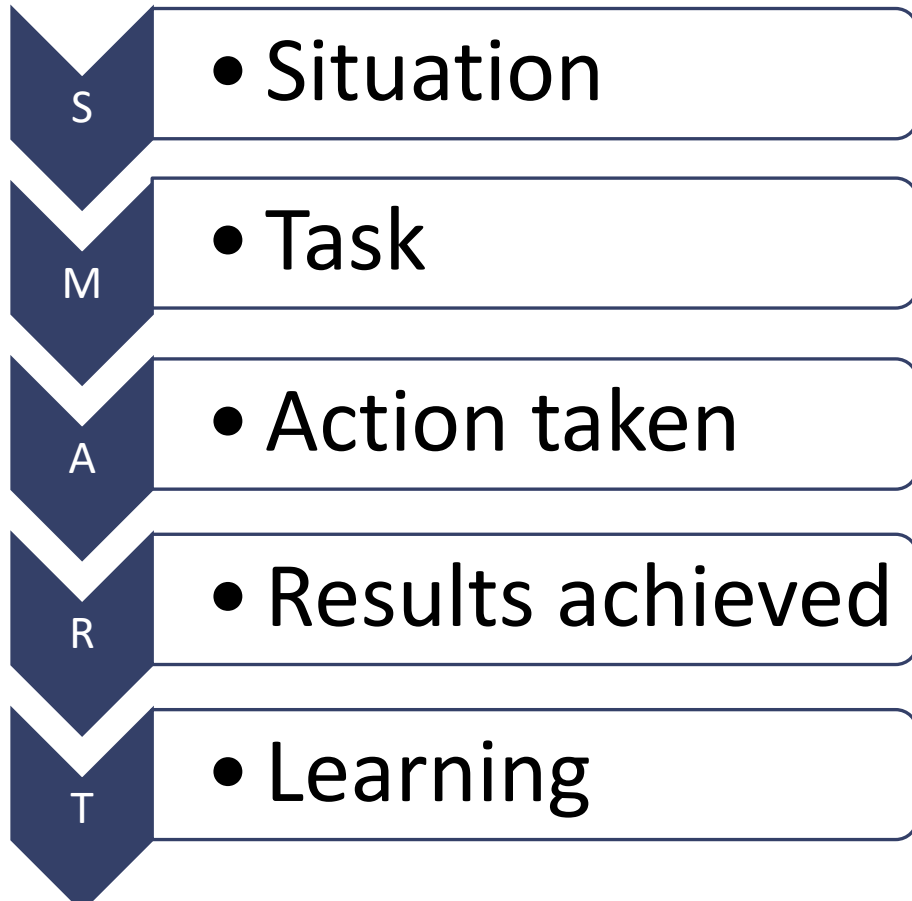 S • Situation
M • Task
A • Action taken
R • Results achieved
T • Learning